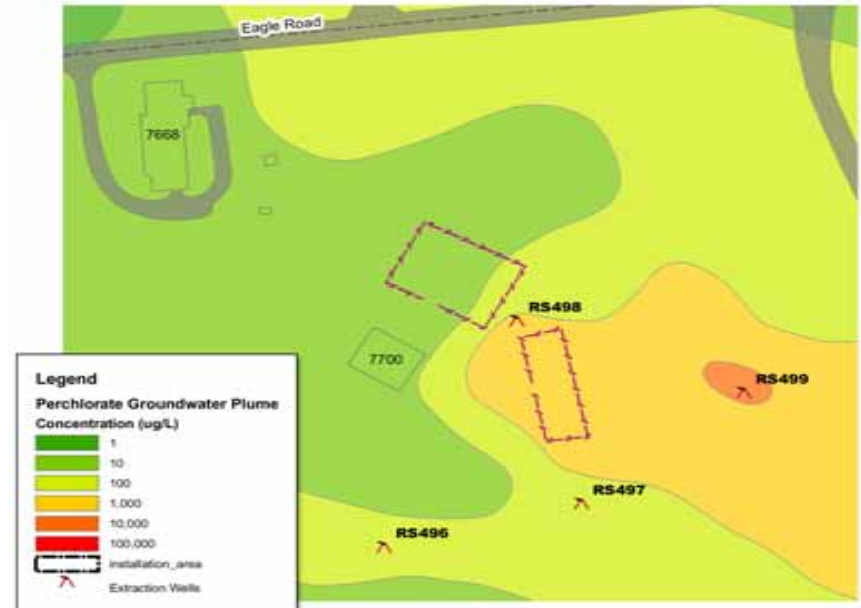 Eagle Road
7668
RS498
7700
RS499
RS497
RS496
Legend
Perchlorate Groundwater Plume
Concentration (ug/L)
1
10
100
1,000
10,000
100,000
installation_area
Extraction Wells